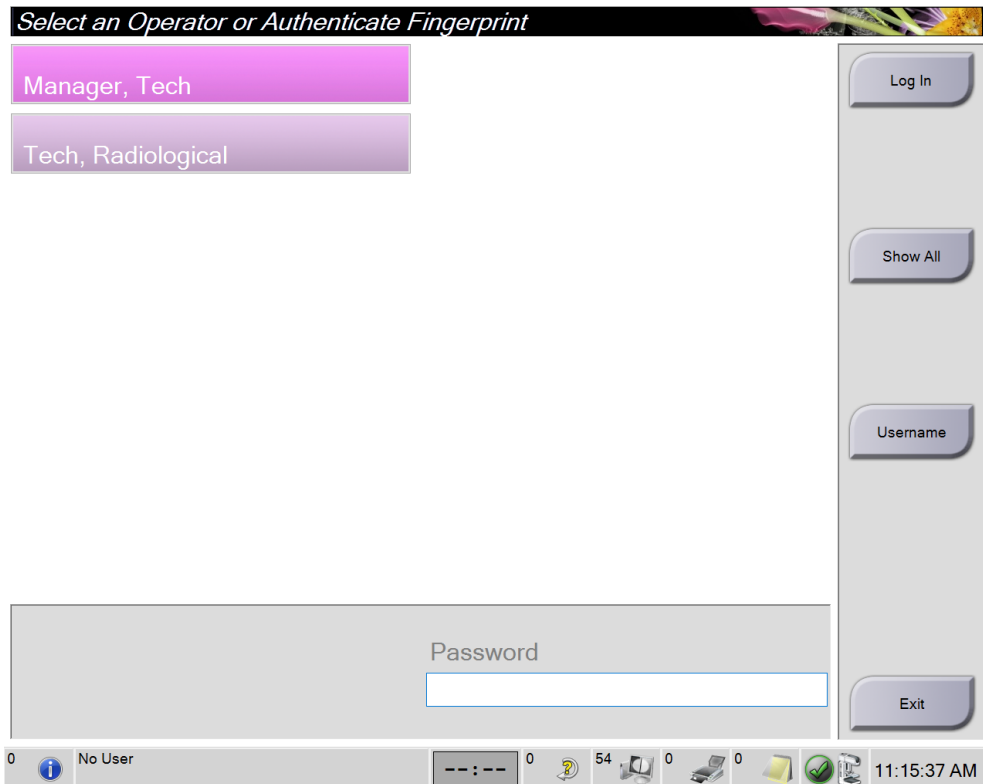 Select an Operator or Authenticate Fingerprint
Manager, Tech
Log In
Tech, Radiological
Show All
Username
Password
Exit
0 No User --:-- 0 54 0 0 11:15:37 AM